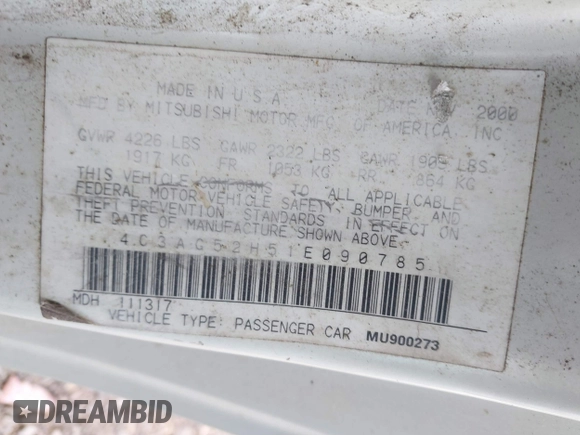 MADE IN U.S.A.
MFD BY MITSUBISHI MOTOR MFG. OF AMERICA, INC
DATE 2000
GVWR 4226 LBS GAWR 2322 LBS GAWR 1905 LBS
1917 KG FR 1053 KG RR 864 KG
THIS VEHICLE CONFORMS TO ALL APPLICABLE
FEDERAL MOTOR VEHICLE SAFETY, BUMPER, AND
THEFT PREVENTION STANDARDS IN EFFECT ON
THE DATE OF MANUFACTURE SHOWN ABOVE.
4C3AG52H51E090785
MDH 111317
VEHICLE TYPE: PASSENGER CAR MU900273
DREAMBID